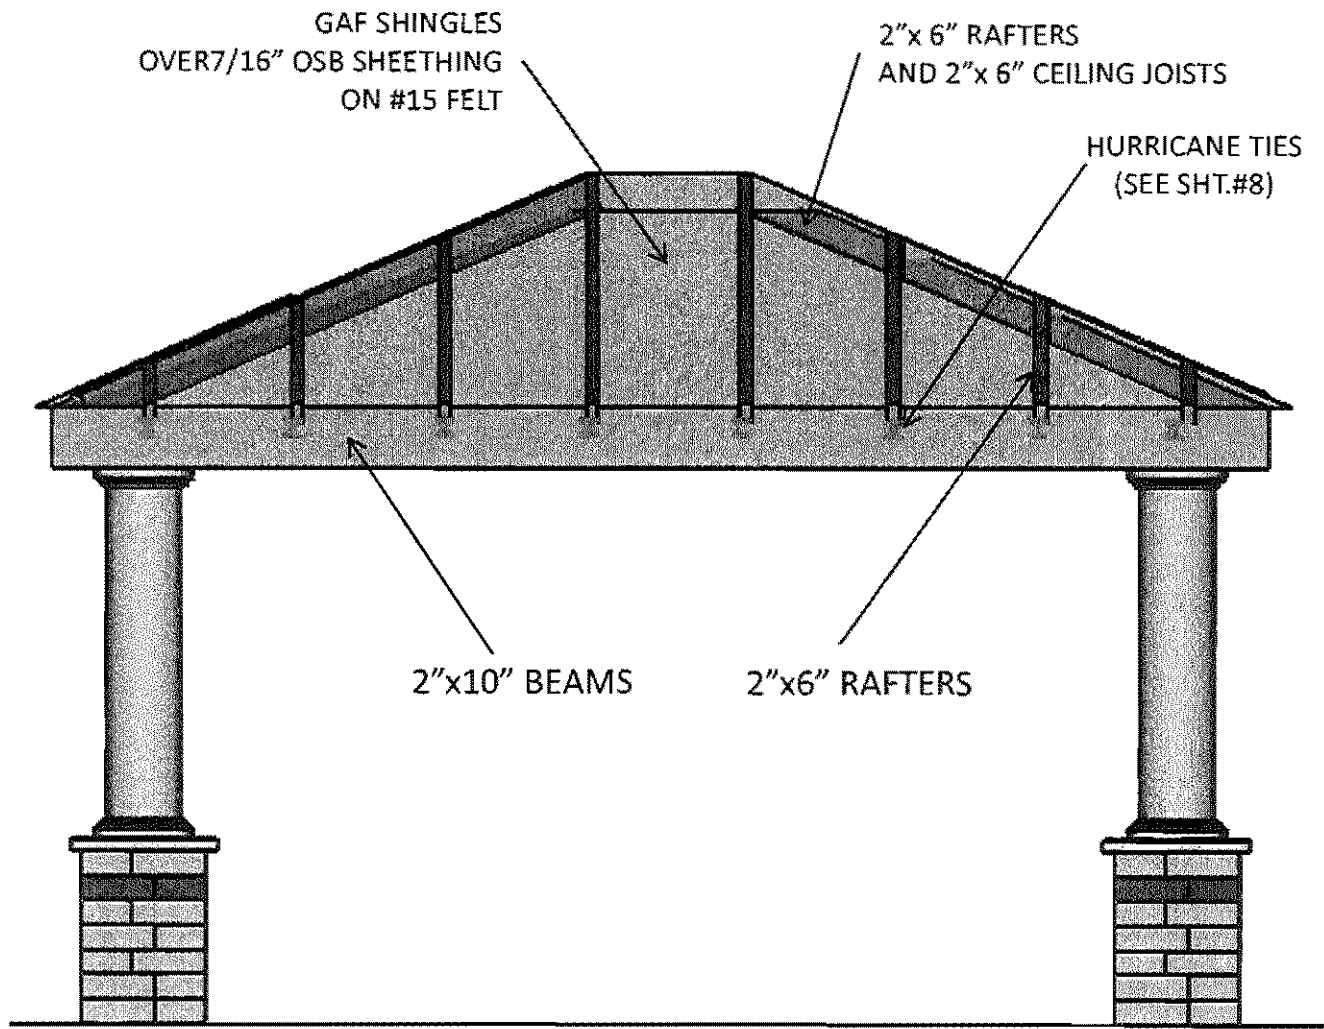 GAF SHINGLES
OVER7/16" OSB SHEETHING
ON #15 FELT
2"x 6" RAFTERS
AND 2"x 6" CEILING JOISTS
HURRICANE TIES
(SEE SHT.#8)
2"x10" BEAMS
2"x6" RAFTERS